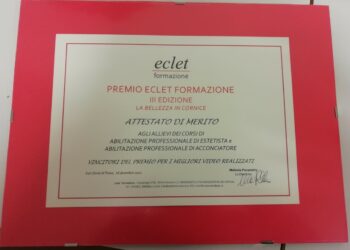 eclet
formazione
PREMIO ECLET FORMAZIONE
III EDIZIONE
LA BELLEZZA IN CORNICE
ATTESTATO DI MERITO
AGLI ALLIEVI DEI CORSI DI
ABILITAZIONE PROFESSIONALE DI ESTETISTA e
ABILITAZIONE PROFESSIONALE DI ACCONCIATORE
VINCITORI DEL PREMIO PER I MIGLIORI VIDEO REALIZZATI